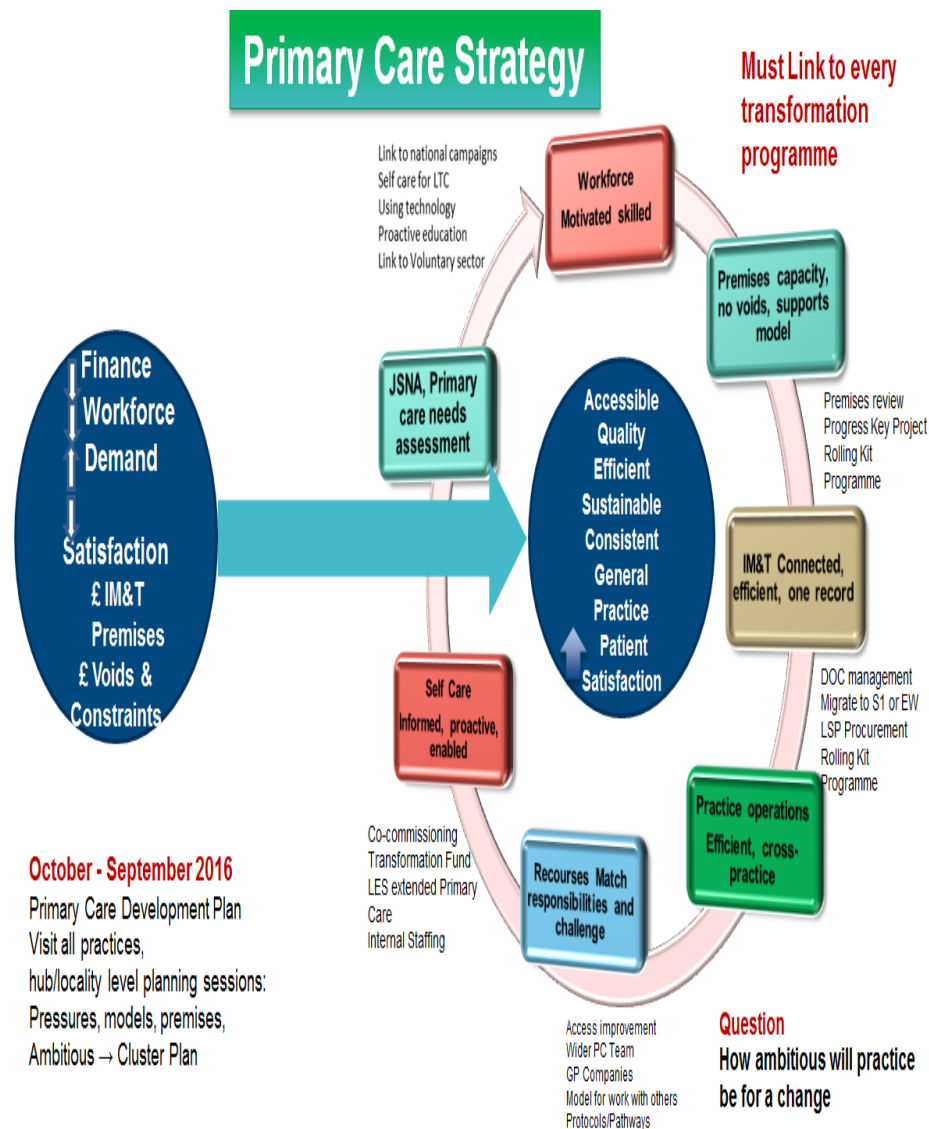 Primary Care Strategy
Must Link to every
transformation
programme
Link to national campaigns
Self care for LTC
Using technology
Proactive education
Link to Voluntary sector
Workforce
Motivated skilled
Premises capacity,
no voids, supports
model
Premises review
Progress Key Project
Rolling Kit
Programme
IM&T Connected,
efficient, one record
DOC management
Migrate to S1 or EW
LSP Procurement
Rolling Kit
Programme
Practice operations
Efficient, cross-
practice
Access improvement
Wider PC Team
GP Companies
Model for work with others
Protocols/Pathways
Recourses Match
responsibilities and
challenge
Co-commissioning
Transformation Fund
LES extended Primary
Care
Internal Staffing
Self Care
Informed, proactive,
enabled
JSNA, Primary
care needs
assessment
Finance
Workforce
Demand
Satisfaction
£ IM&T
Premises
£ Voids &
Constraints
Accessible
Quality
Efficient
Sustainable
Consistent
General
Practice
Patient
Satisfaction
October - September 2016
Primary Care Development Plan
Visit all practices,
hub/locality level planning sessions:
Pressures, models, premises,
Ambitious → Cluster Plan
Question
How ambitious will practice
be for a change